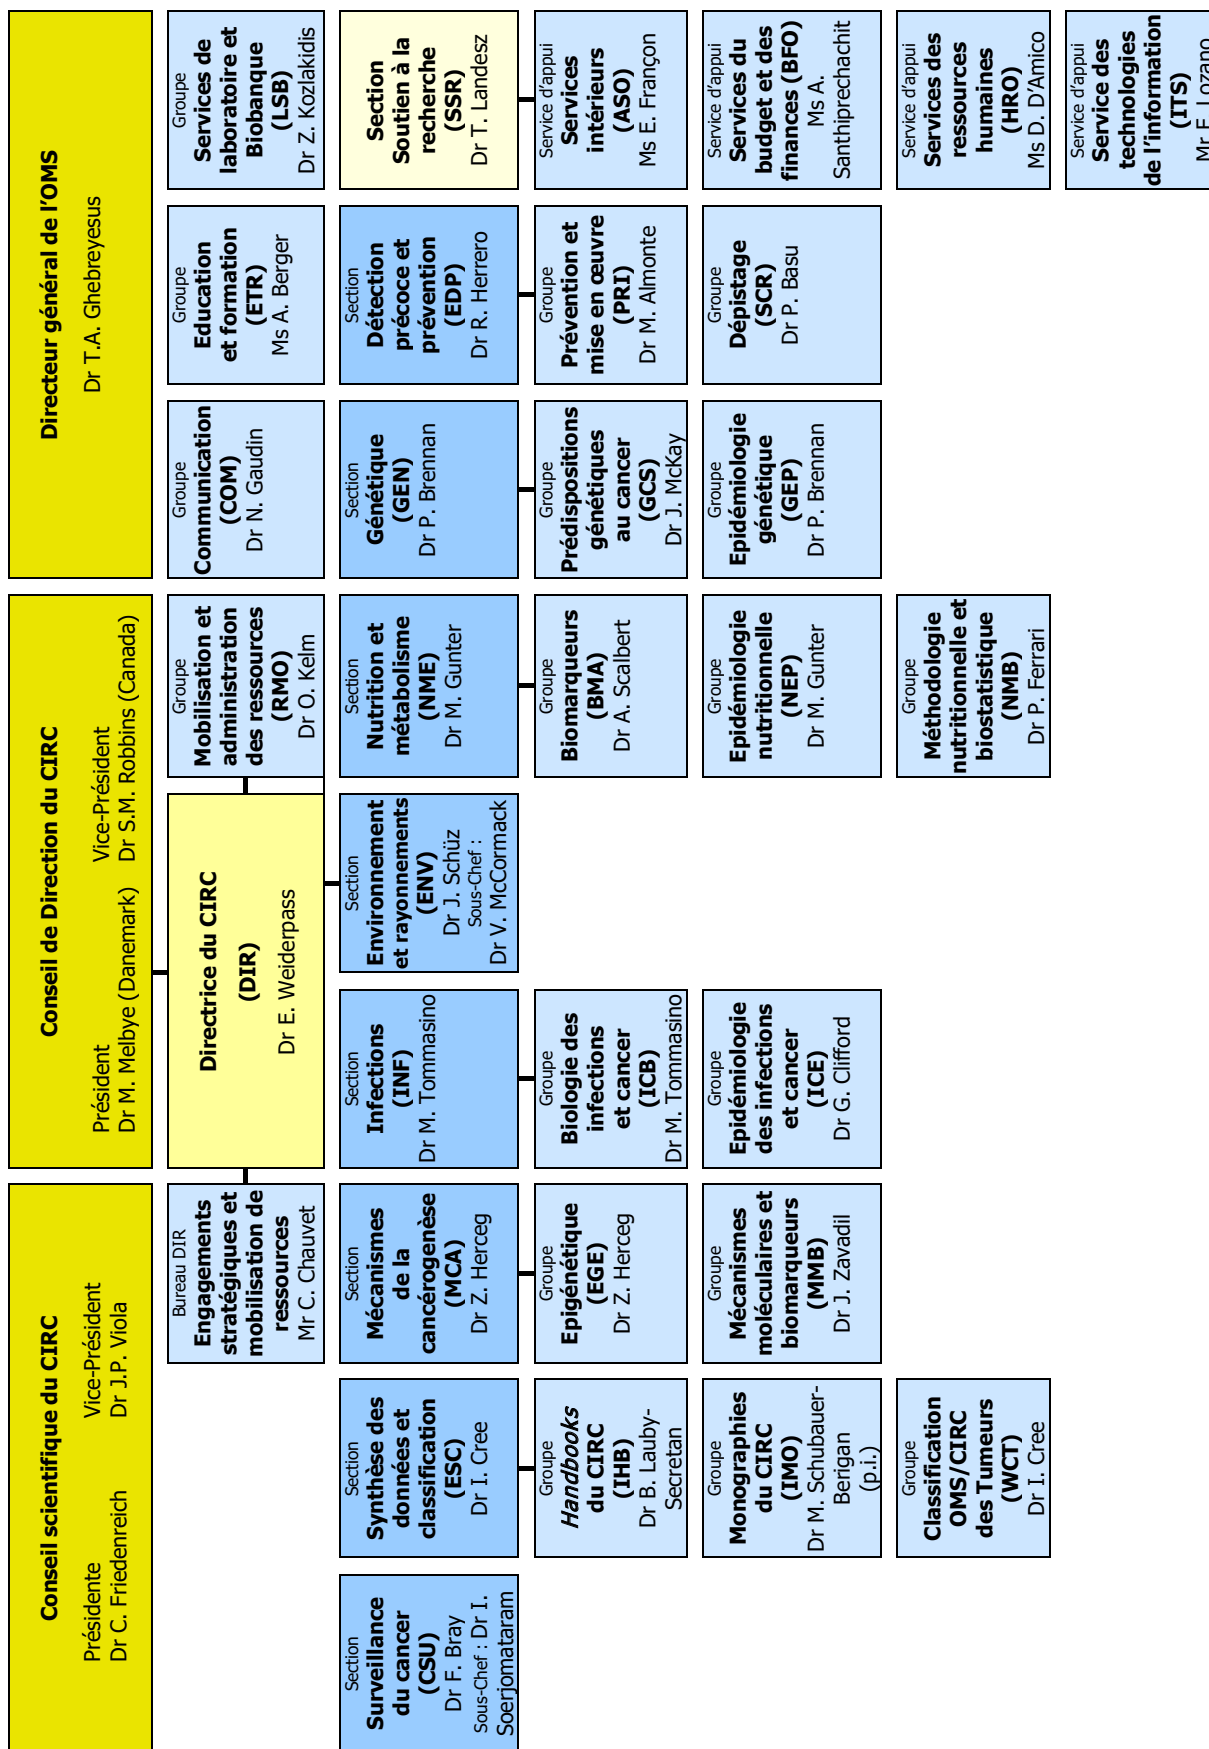 Conseil scientifique du CIRC
Présidente
Vice-Président
Dr C. Friedenreich
Dr J.P. Viola
Conseil de Direction du CIRC
Président
Vice-Président
Dr M. Melbye (Danemark)
Dr S.M. Robbins (Canada)
Directeur général de l’OMS
Dr T.A. Ghebreyesus
Bureau DIR
Engagements
stratégiques et
mobilisation de
ressources
Mr C. Chauvet
Directrice du CIRC
(DIR)
Dr E. Weiderpass
Groupe
Mobilisation et
administration
des ressources
(RMO)
Dr O. Kelm
Groupe
Communication
(COM)
Dr N. Gaudin
Groupe
Education
et formation
(ETR)
Ms A. Berger
Groupe
Services de
laboratoire et
Biobanque
(LSB)
Dr Z. Kozlakidis
Section
Surveillance
du cancer
(CSU)
Dr F. Bray
Sous-Chef : Dr I.
Soerjomataram
Section
Synthèse des
données et
classification
(ESC)
Dr I. Cree
Section
Mécanismes
de la
cancérogenèse
(MCA)
Dr Z. Herceg
Section
Infections
(INF)
Dr M. Tommasino
Section
Environnement
et rayonnements
(ENV)
Dr J. Schüz
Sous-Chef :
Dr V. McCormack
Section
Nutrition et
métabolisme
(NME)
Dr M. Gunter
Section
Génétique
(GEN)
Dr P. Brennan
Section
Détection
précoce et
prévention
(EDP)
Dr R. Herrero
Section
Soutien à la
recherche
(SSR)
Dr T. Landesz
Groupe
Handbooks
du CIRC
(IHB)
Dr B. Lauby-
Secretan
Groupe
Epigénétique
(EGE)
Dr Z. Herceg
Groupe
Biologie des
infections
et cancer
(ICB)
Dr M. Tommasino
Groupe
Biomarqueurs
(BMA)
Dr A. Scalbert
Groupe
Prédispositions
génétiques
au cancer
(GCS)
Dr J. McKay
Groupe
Prévention et
mise en œuvre
(PRI)
Dr M. Almonte
Service d’appui
Services
intérieurs
(ASO)
Ms E. Françon
Groupe
Monographies
du CIRC
(IMO)
Dr M. Schubauer-
Berigan
(p.i.)
Groupe
Mécanismes
moléculaires et
biomarqueurs
(MMB)
Dr J. Zavadil
Groupe
Epidémiologie
des infections
et cancer
(ICE)
Dr G. Clifford
Groupe
Epidémiologie
nutritionnelle
(NEP)
Dr M. Gunter
Groupe
Epidémiologie
génétique
(GEP)
Dr P. Brennan
Groupe
Dépistage
(SCR)
Dr P. Basu
Service d’appui
Services du
budget et des
finances (BFO)
Ms A.
Santhiprechachit
Groupe
Classification
OMS/CIRC
des Tumeurs
(WCT)
Dr I. Cree
Groupe
Méthodologie
nutritionnelle et
biostatistique
(NMB)
Dr P. Ferrari
Service d’appui
Services des
ressources
humaines
(HRO)
Ms D. D’Amico
Service d’appui
Service des
technologies
de l’information
(ITS)
Mr F. Lozano